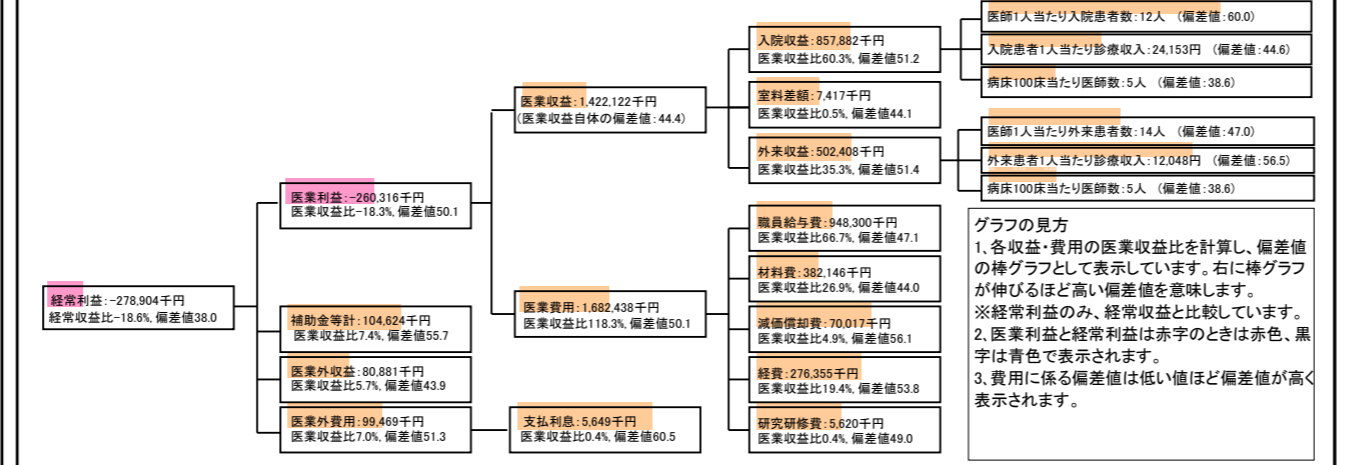 経常利益:-278,904千円
経常収益比-18.6%, 偏差値38.0
医業利益:-260,316千円
医業収益比-18.3%, 偏差値50.1
補助金等計:104,624千円
医業収益比7.4%, 偏差値55.7
医業外収益:80,881千円
医業収益比5.7%, 偏差値43.9
医業外費用:99,469千円
医業収益比7.0%, 偏差値51.3
医業収益:1,422,122千円
(医業収益自体の偏差値:44.4)
医業費用:1,682,438千円
医業収益比118.3%, 偏差値50.1
支払利息:5,649千円
医業収益比0.4%, 偏差値60.5
入院収益:857,882千円
医業収益比60.3%, 偏差値51.2
室料差額:7,417千円
医業収益比0.5%, 偏差値44.1
外来収益:502,408千円
医業収益比35.3%, 偏差値51.4
職員給与費:948,300千円
医業収益比66.7%, 偏差値47.1
材料費:382,146千円
医業収益比26.9%, 偏差値44.0
減価償却費:70,017千円
医業収益比4.9%, 偏差値56.1
経費:276,355千円
医業収益比19.4%, 偏差値53.8
研究研修費:5,620千円
医業収益比0.4%, 偏差値49.0
医師1人当たり入院患者数:12人 (偏差値:60.0)
入院患者1人当たり診療収入:24,153円 (偏差値:44.6)
病床100床当たり医師数:5人 (偏差値:38.6)
医師1人当たり外来患者数:14人 (偏差値:47.0)
外来患者1人当たり診療収入:12,048円 (偏差値:56.5)
病床100床当たり医師数:5人 (偏差値:38.6)
グラフの見方
1、各収益・費用の医業収益比を計算し、偏差値
の棒グラフとして表示しています。右に棒グラフ
が伸びるほど高い偏差値を意味します。
※経常利益のみ、経常収益と比較しています。
2、医業利益と経常利益は赤字のときは赤色、黒
字は青色で表示されます。
3、費用に係る偏差値は低い値ほど偏差値が高く
表示されます。